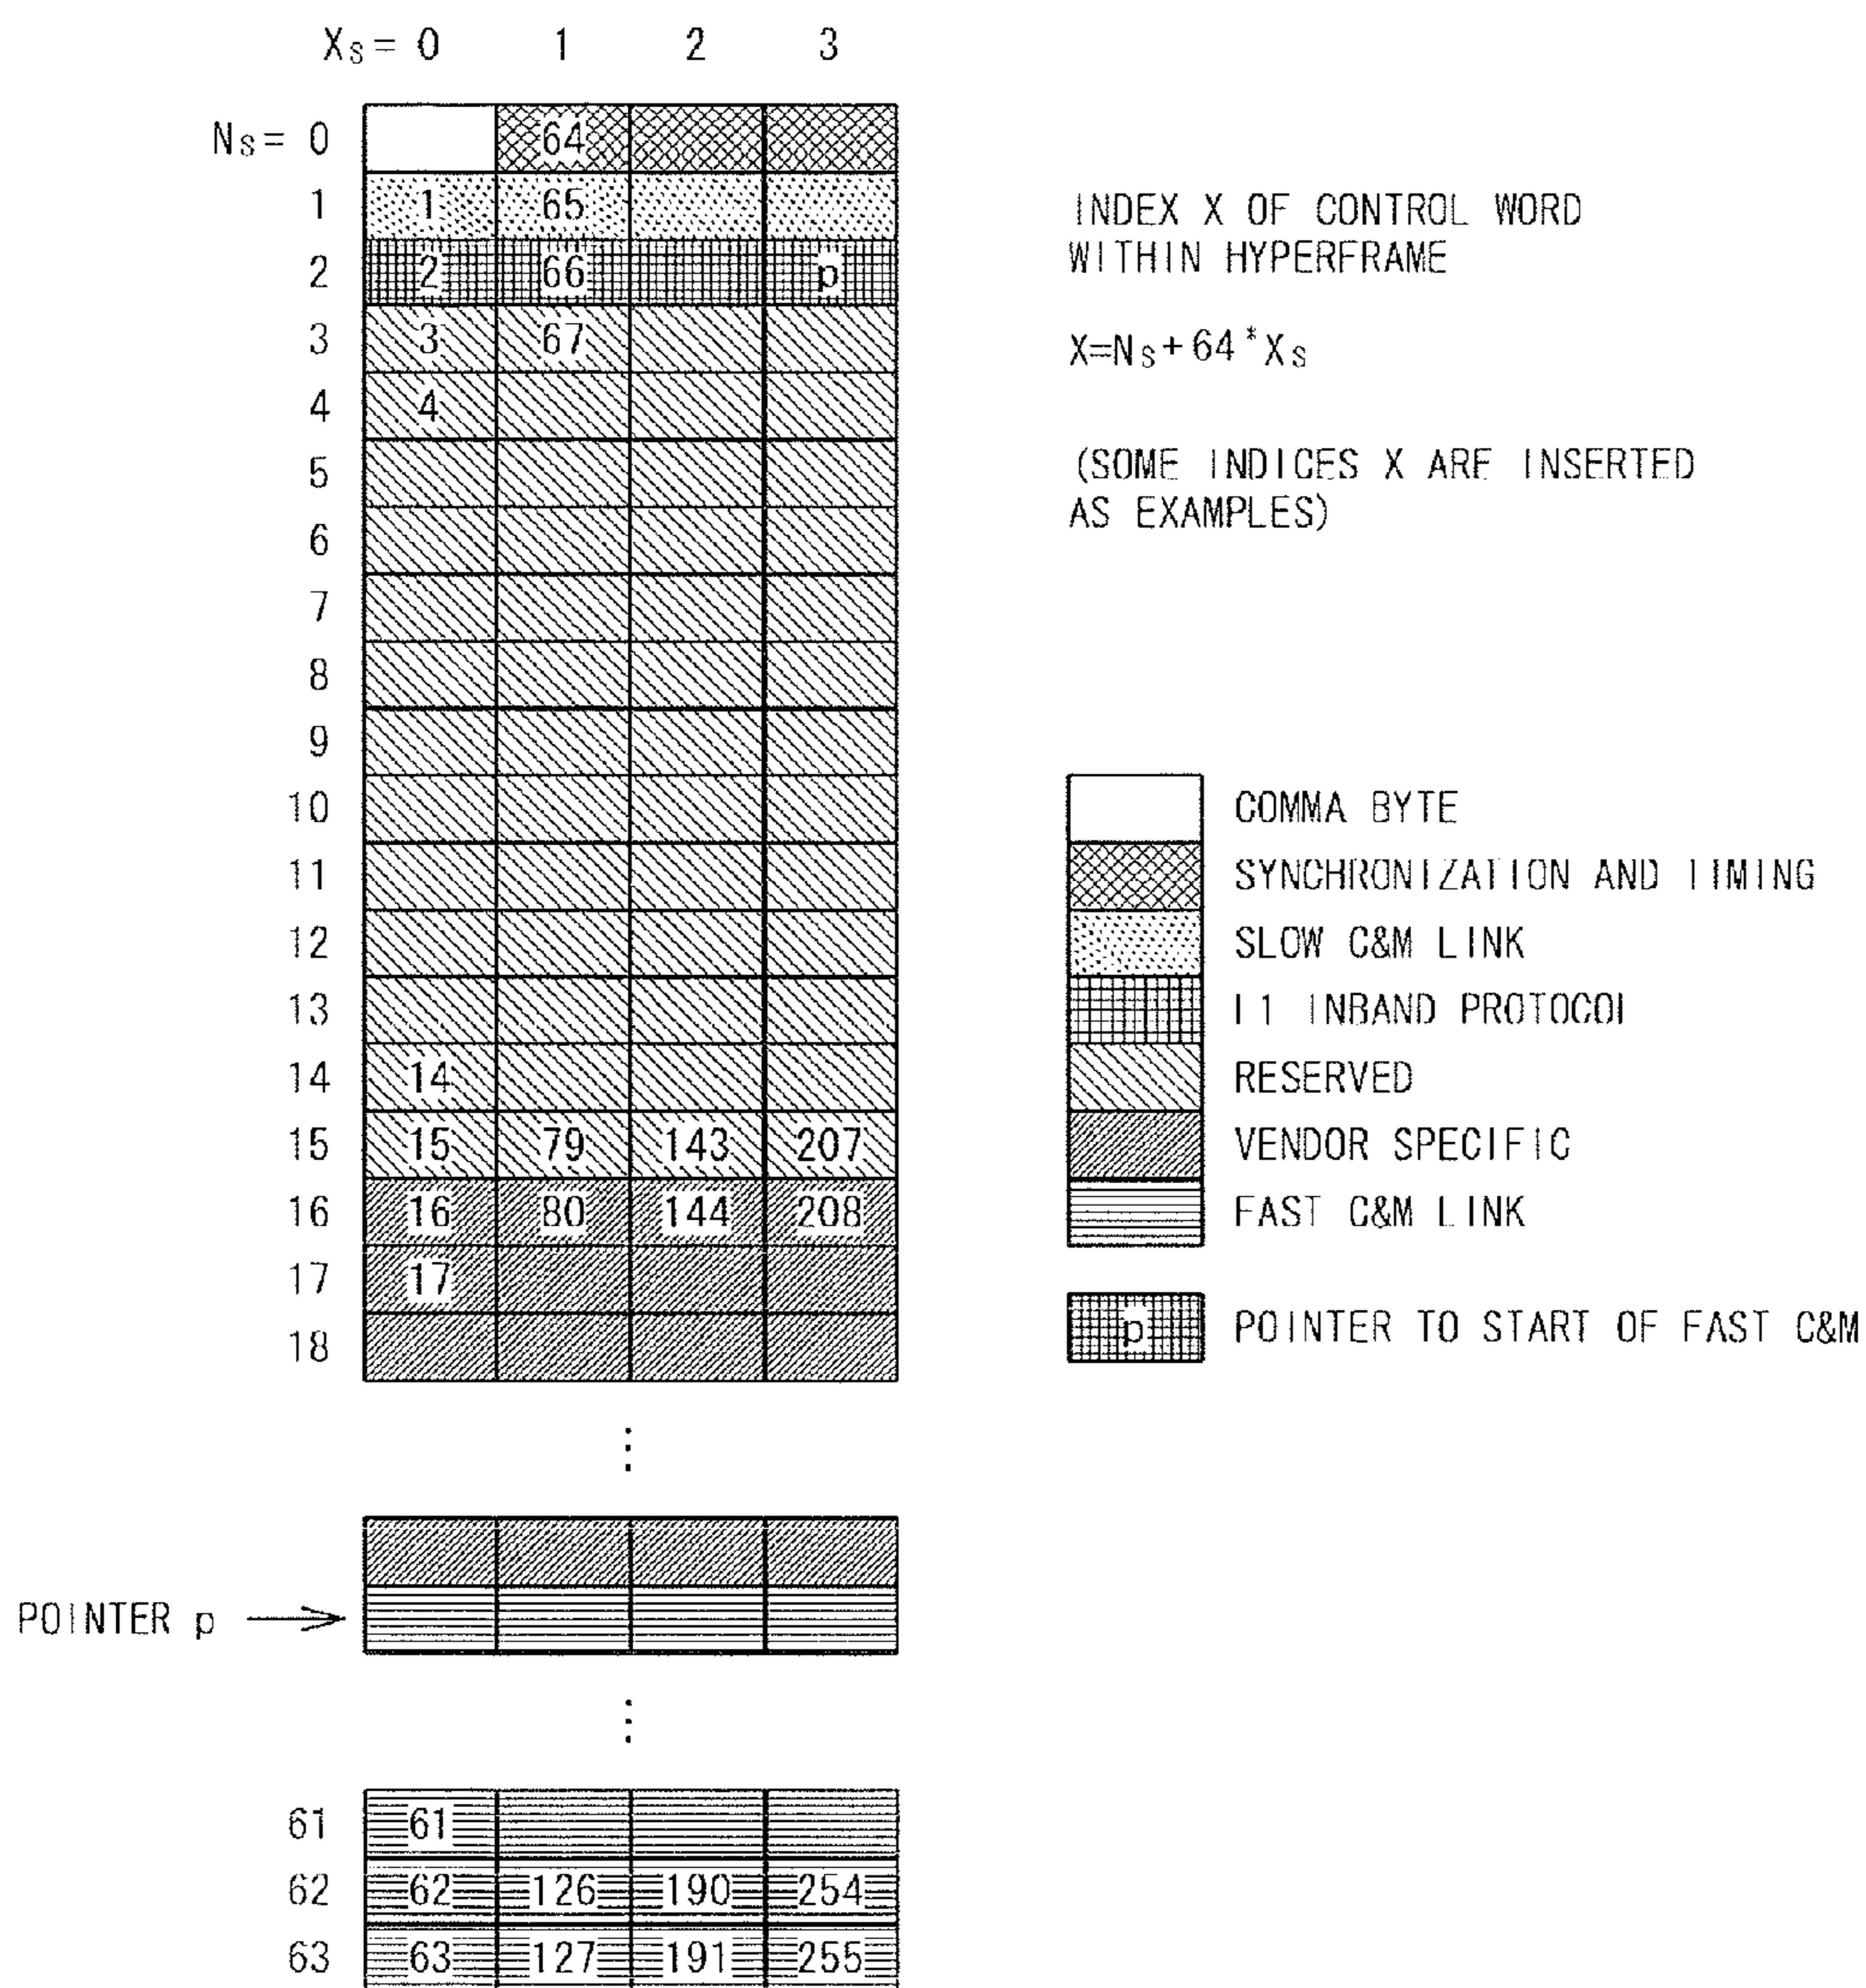 Xs = 0 1 2 3
Ns = 0 64
1 1 65
2 2 66 p
3 3 67
4 4
5
6
7
8
9
10
11
12
13
14 14
15 15 79 143 207
16 16 80 144 208
17 17
18
⋮
POINTER p
⋮
61 61
62 62 126 190 254
63 63 127 191 255
INDEX X OF CONTROL WORD
WITHIN HYPERFRAME
X=Ns+64*Xs
(SOME INDICES X ARE INSERTED
AS EXAMPLES)
COMMA BYTE
SYNCHRONIZATION AND TIMING
SLOW C&M LINK
L1 INBAND PROTOCOL
RESERVED
VENDOR SPECIFIC
FAST C&M LINK
p POINTER TO START OF FAST C&M